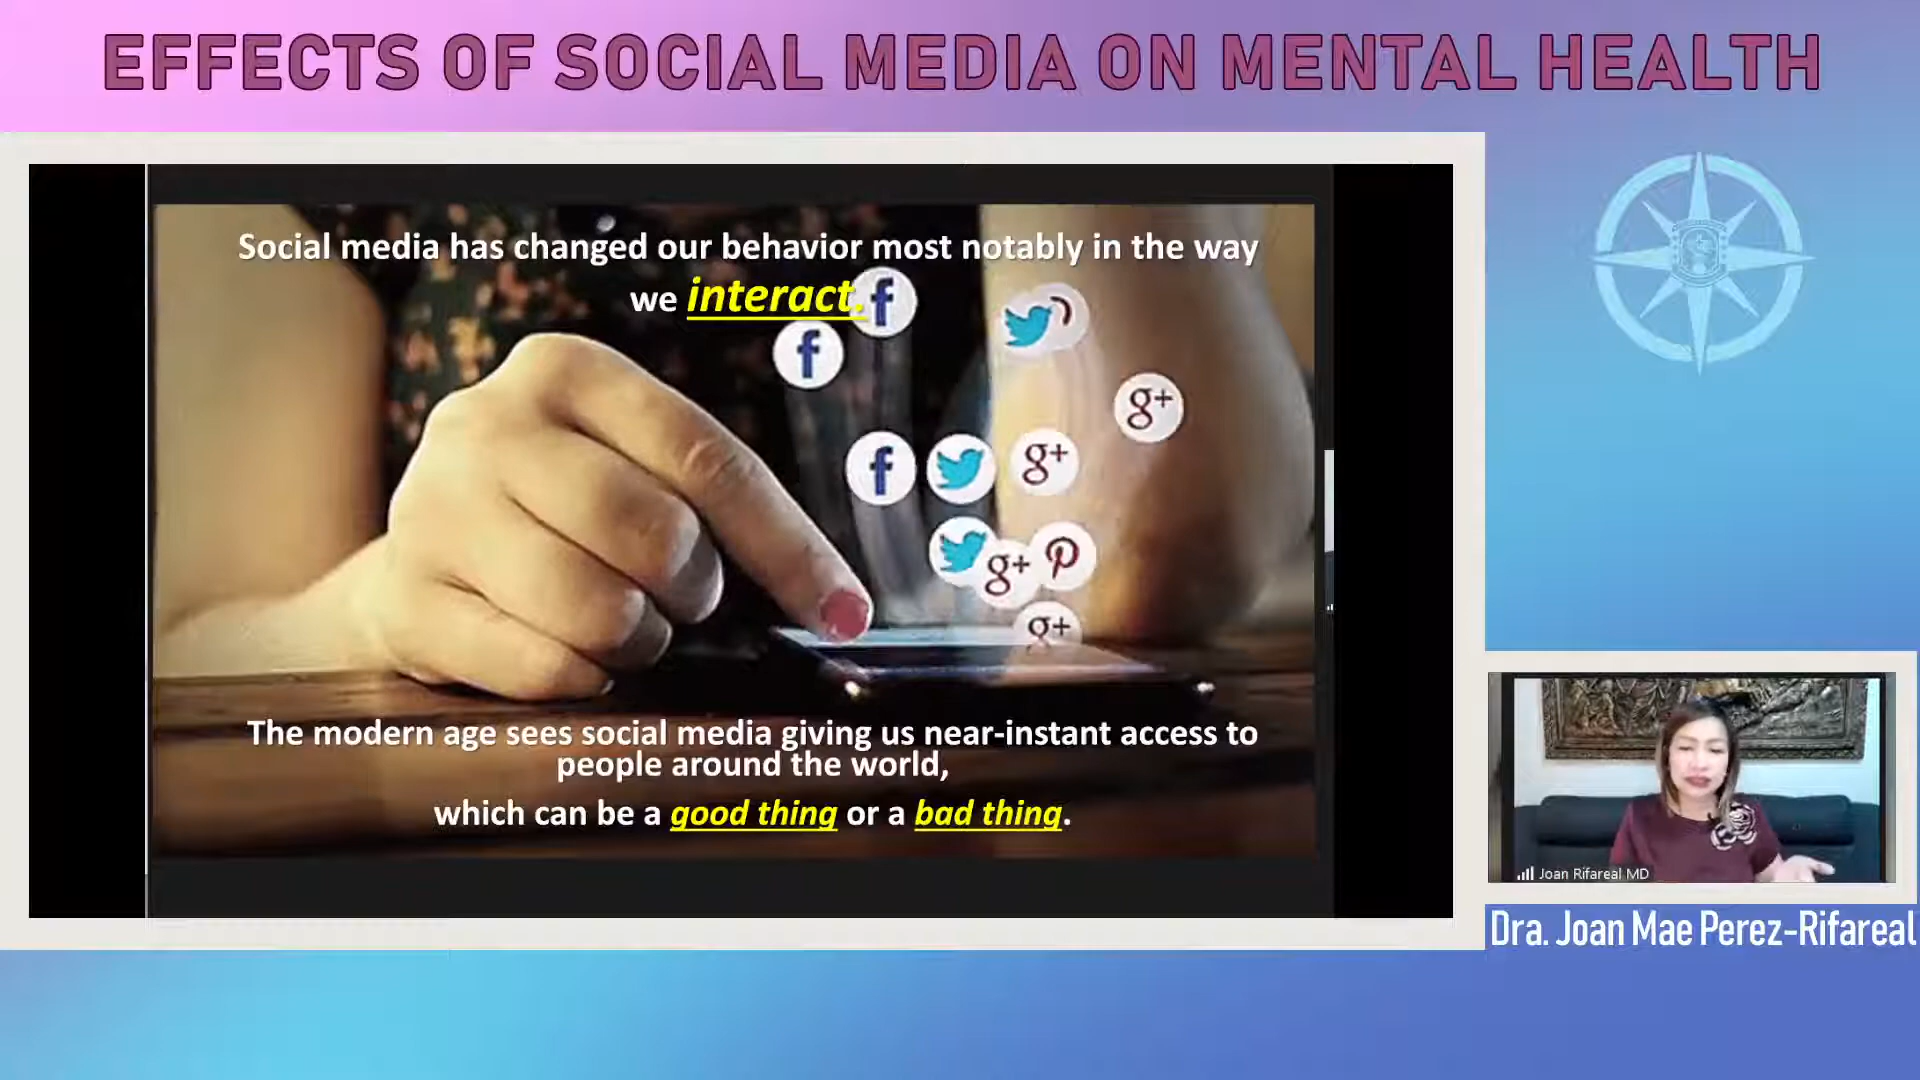 EFFECTS OF SOCIAL MEDIA ON MENTAL HEALTH
Social media has changed our behavior most notably in the way
we interact.
f
f
g+
f
g+
g+
g+
The modern age sees social media giving us near-instant access to
people around the world,
which can be a good thing or a bad thing.
Joan Rifareal MD
Dra. Joan Mae Perez-Rifareal